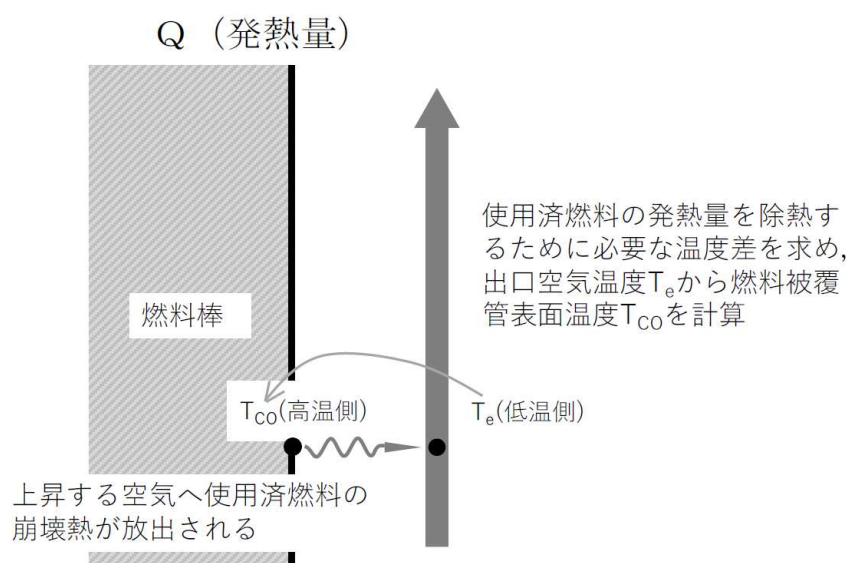 Q （発熱量）
使用済燃料の発熱量を除熱す
るために必要な温度差を求め,
出口空気温度Teから燃料被覆
管表面温度TCOを計算
燃料棒
TCO(高温側)
Te(低温側)
上昇する空気へ使用済燃料の
崩壊熱が放出される